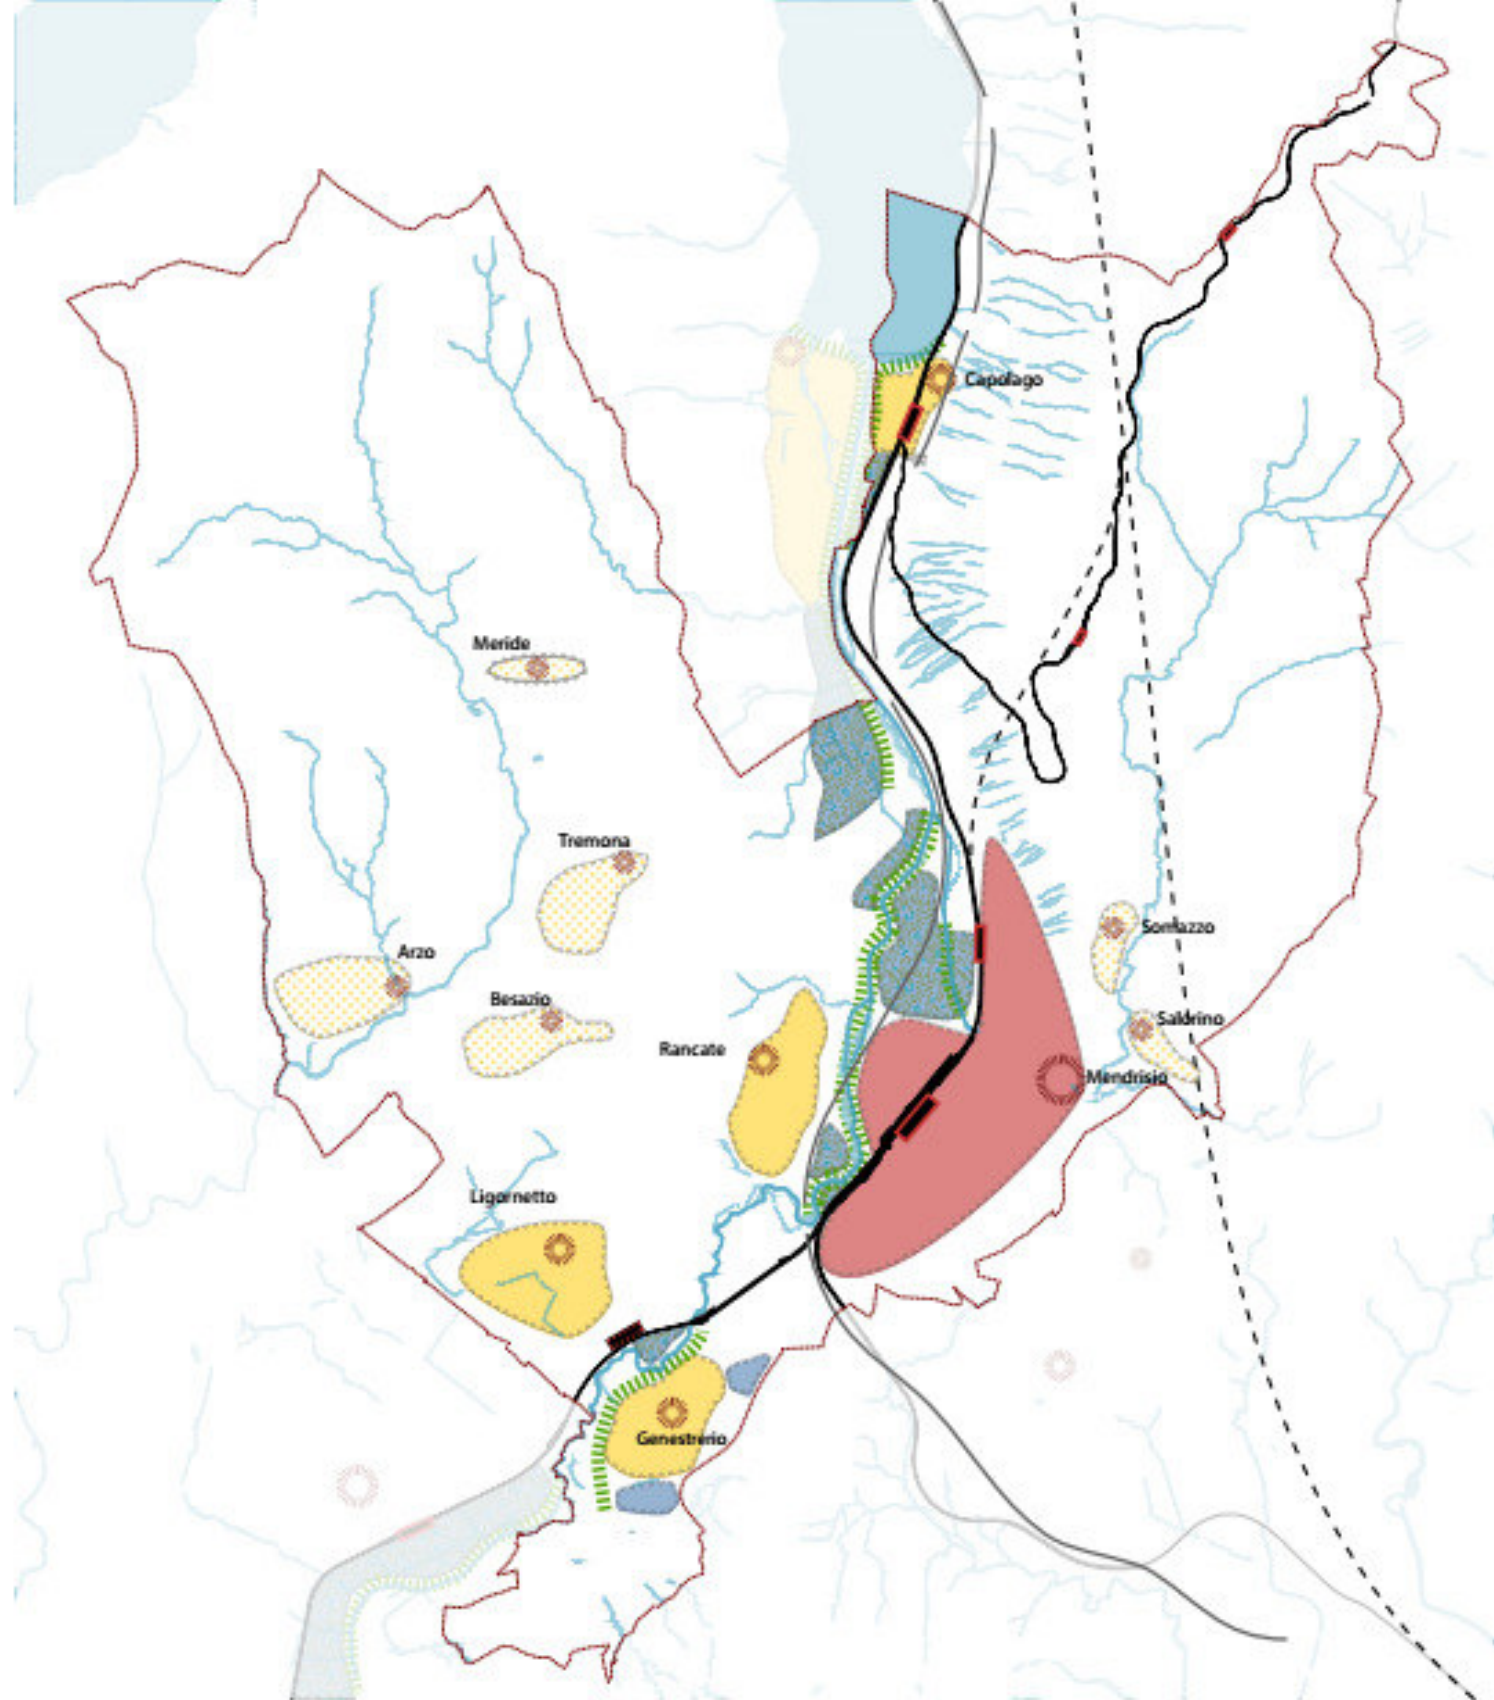 Capolago
Meride
Tremona
Somazzo
Arzo
Besazio
Salorino
Rancate
Mendrisio
Ligornetto
Genestrerio